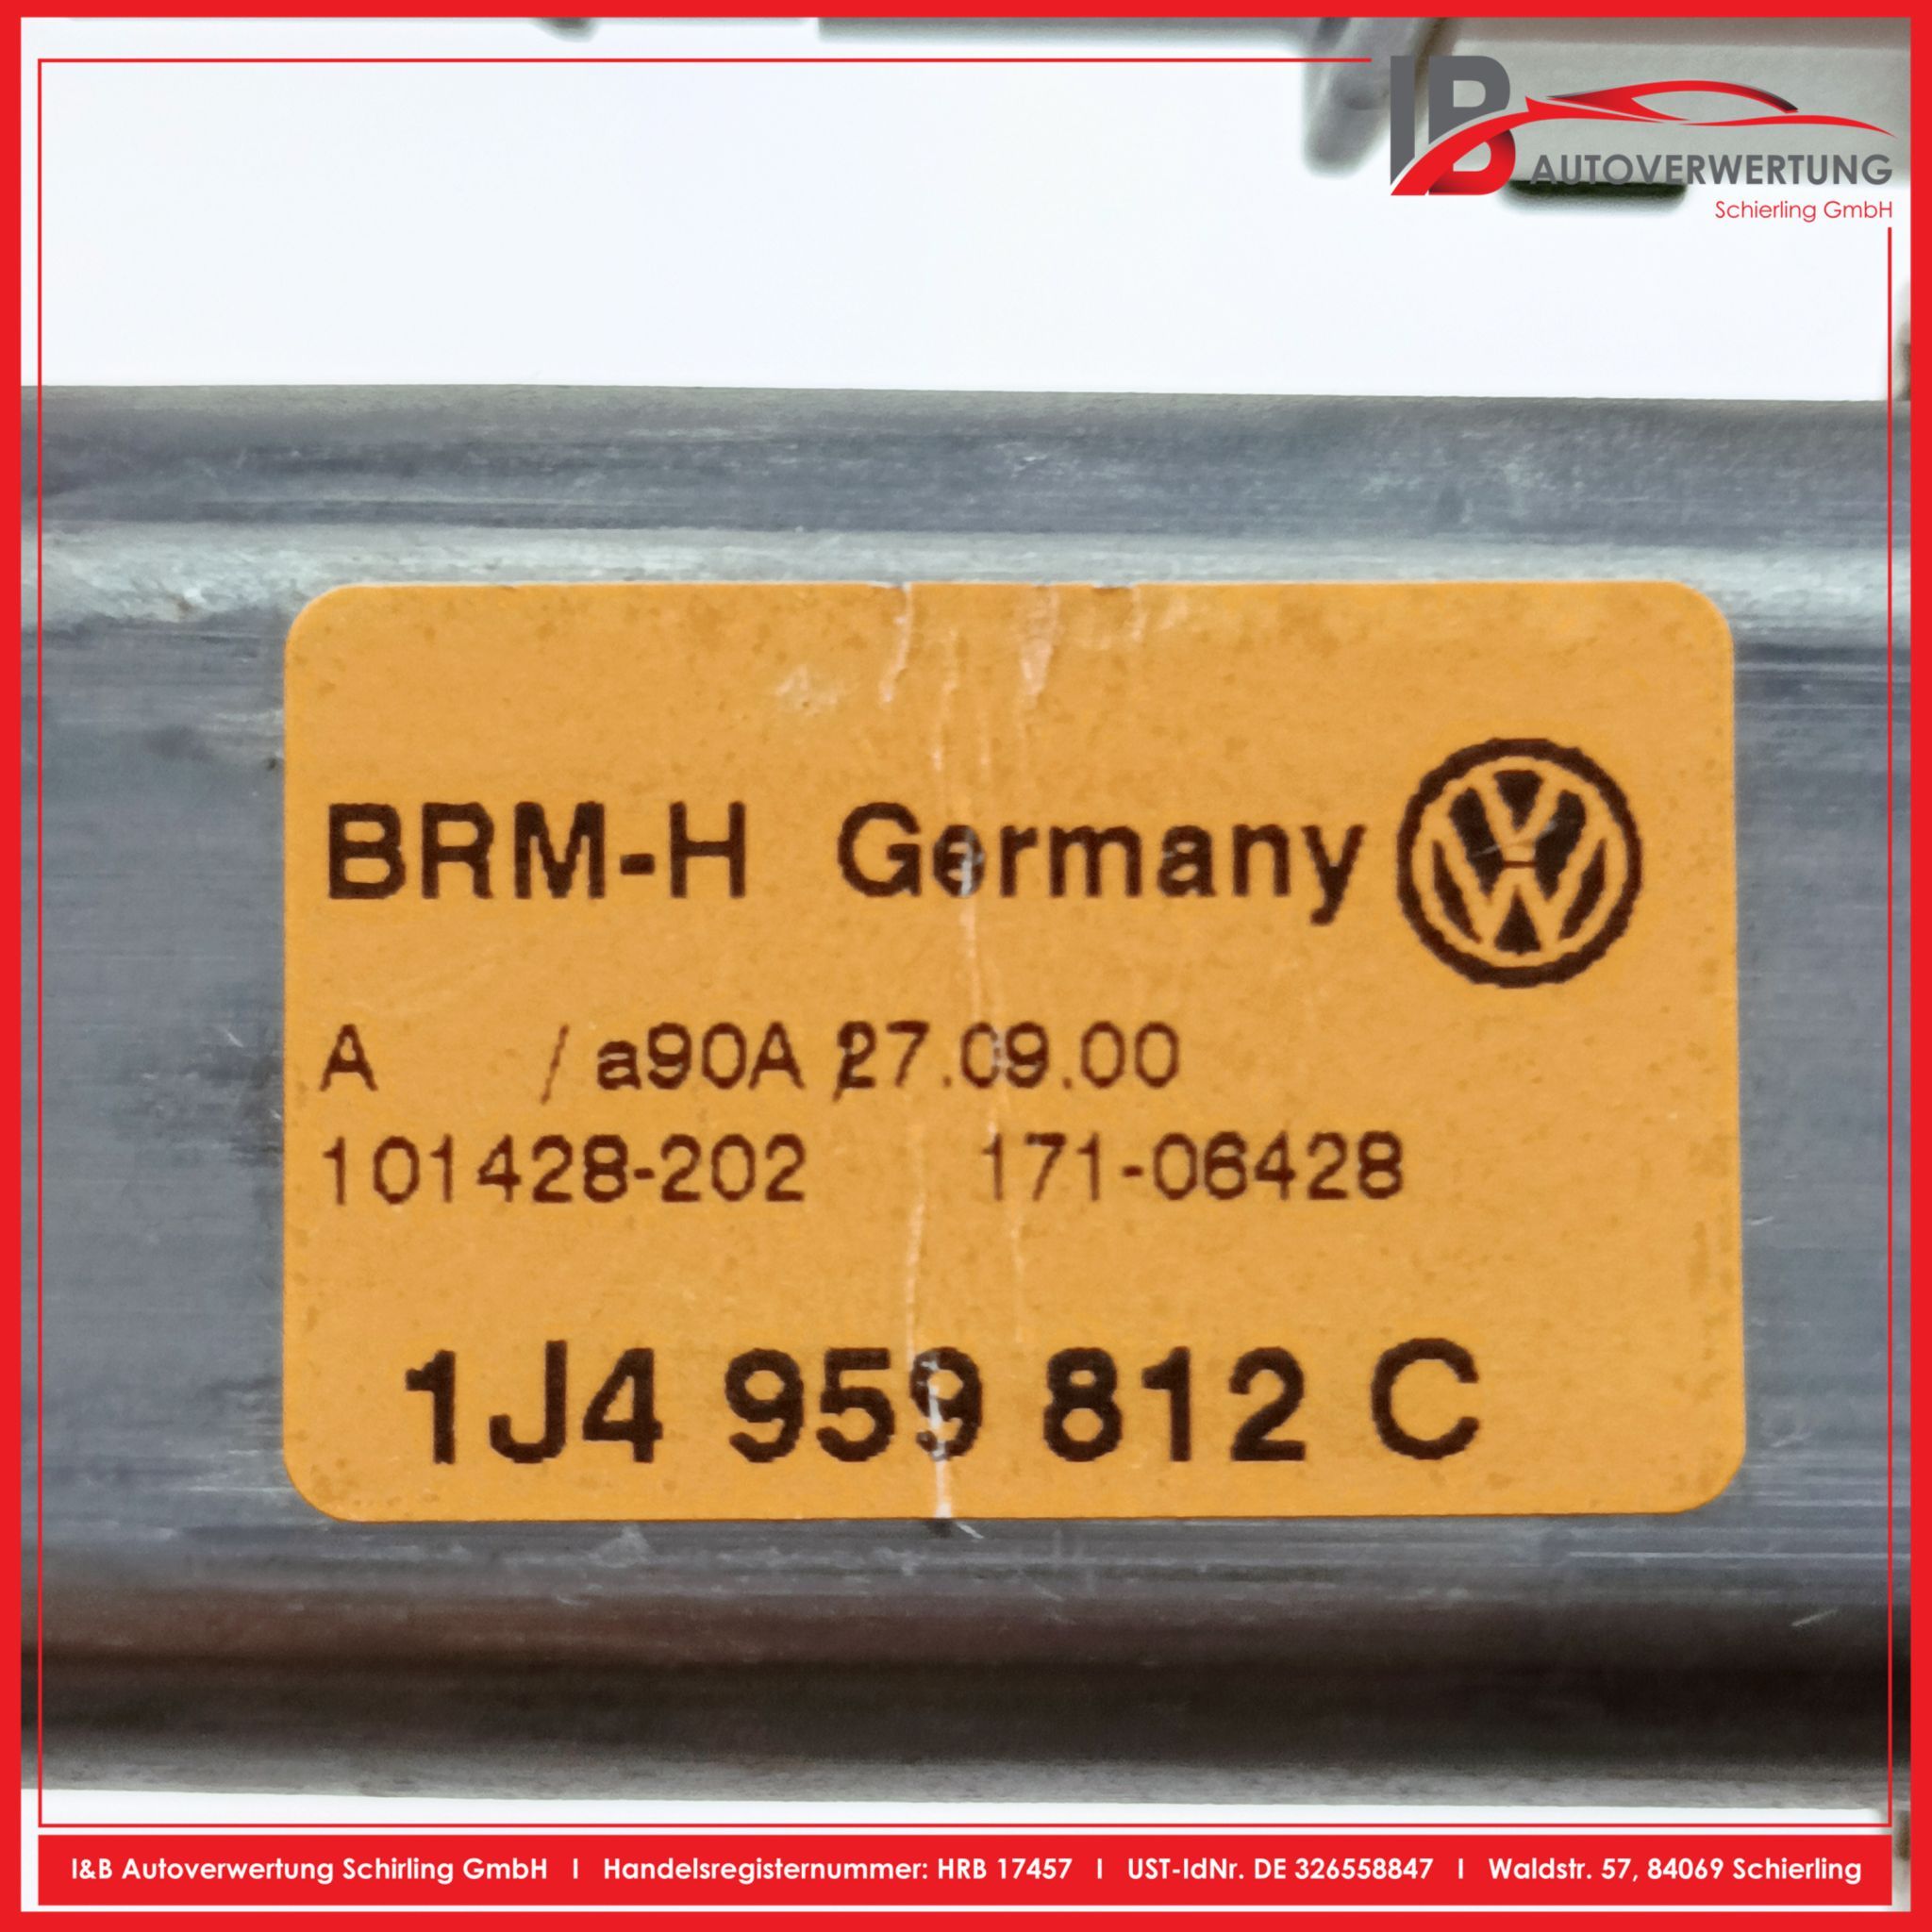 IB
AUTOVERWERTUNG
Schierling GmbH
BRM-H Germany
A / a90A 27.09.00
101428-202 171-06428
1J4 959 812 C
I&B Autoverwertung Schirling GmbH | Handelsregisternummer: HRB 17457 | UST-IdNr. DE 326558847 | Waldstr. 57, 84069 Schierling